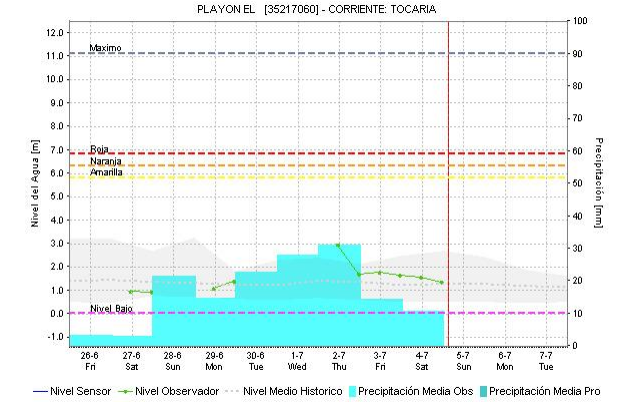 PLAYON EL [35217060] - CORRIENTE: TOCARIA
Nivel del Agua [m]
12.0
11.0
10.0
9.0
8.0
7.0
6.0
5.0
4.0
3.0
2.0
1.0
0.0
-1.0
Maximo
Roja
Naranja
Amarilla
Nivel Bajo
100
90
80
70
60
50
40
30
20
10
0
Precipitación [mm]
26-6 27-6 28-6 29-6 30-6 1-7 2-7 3-7 4-7 5-7 6-7 7-7
Fri Sat Sun Mon Tue Wed Thu Fri Sat Sun Mon Tue
Nivel Sensor Nivel Observador Nivel Medio Historico Precipitación Media Obs Precipitación Media Pro